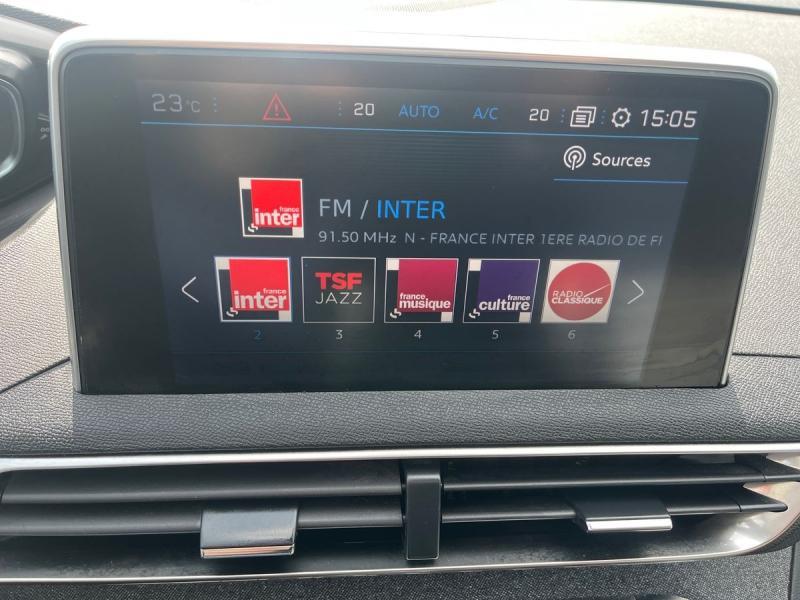 23°C 20 AUTO A/C 20 15:05
Sources
france
inter
FM / INTER
91.50 MHz N - FRANCE INTER 1ERE RADIO DE FI
france
inter
TSF
JAZZ
france
musique
france
culture
RADIO
CLASSIQUE
2 3 4 5 6